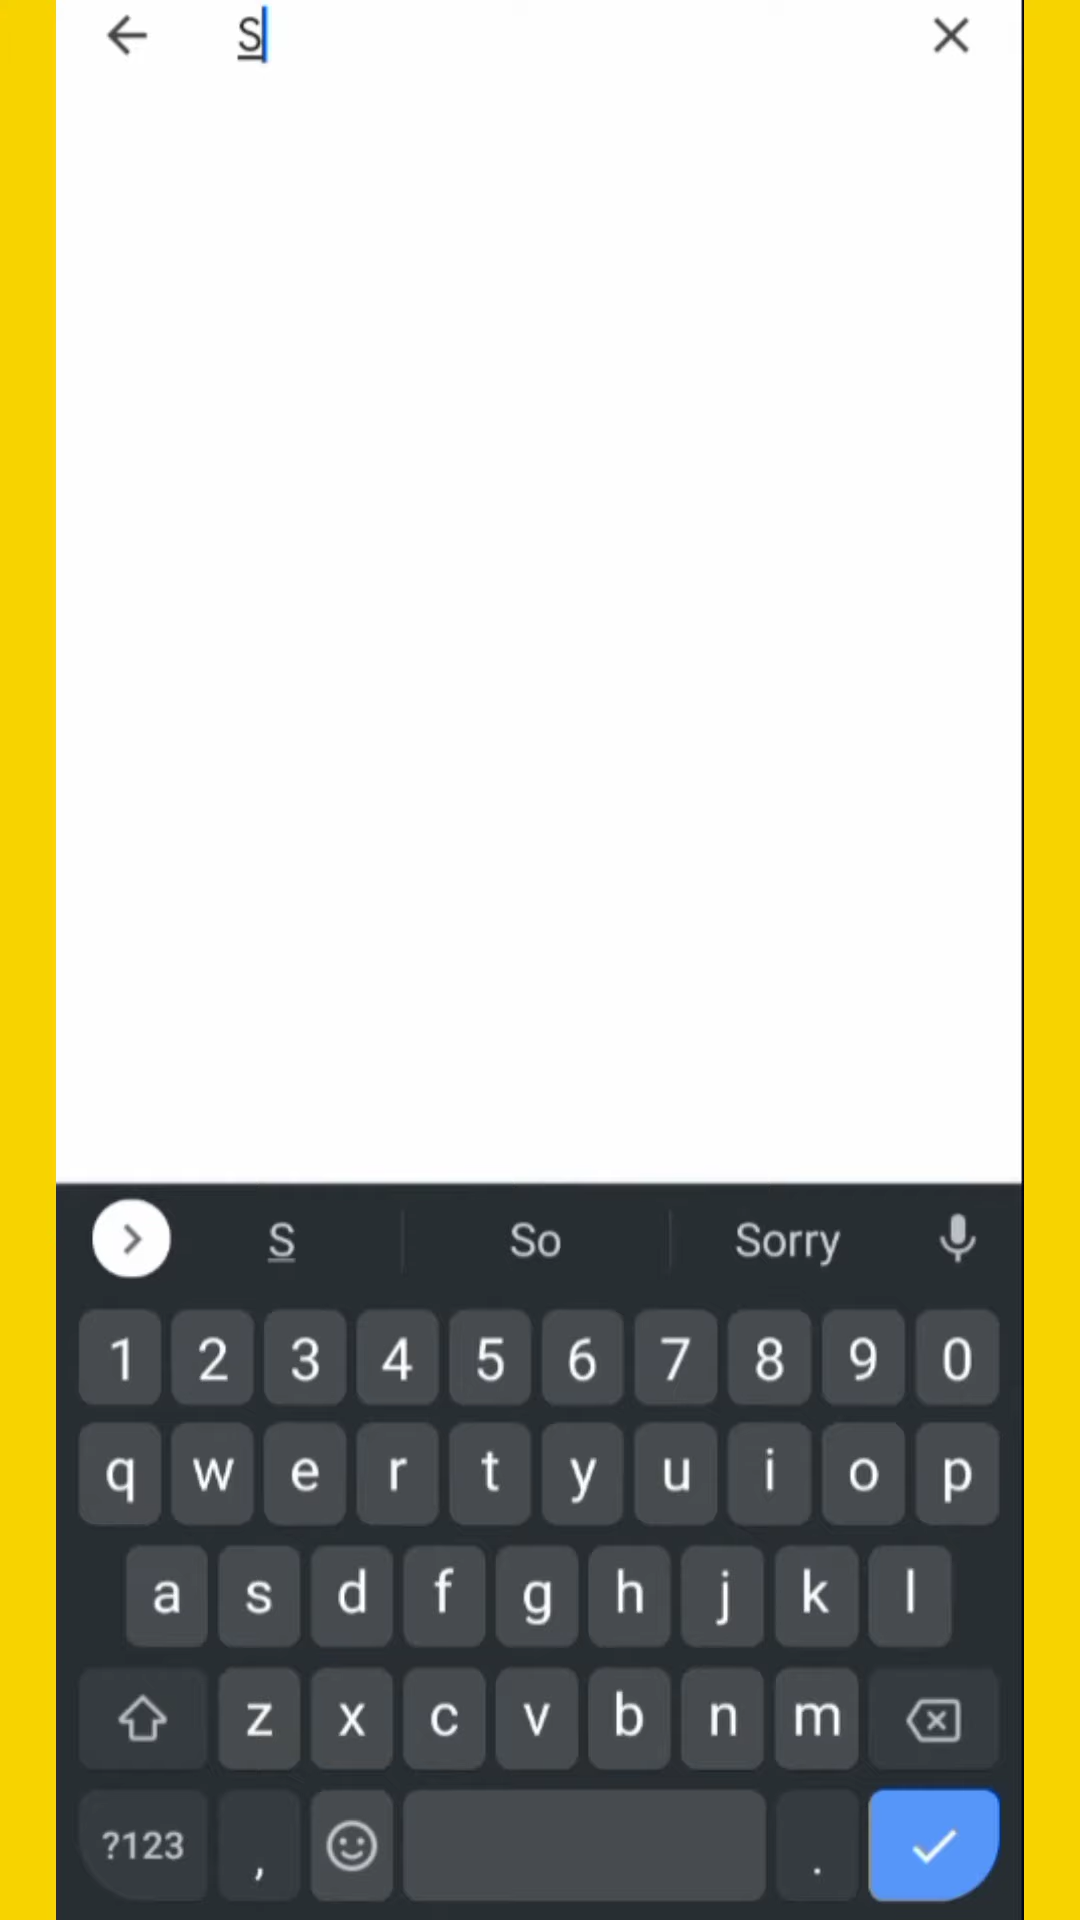 S
S So Sorry
1 2 3 4 5 6 7 8 9 0
q w e r t y u i o p
a s d f g h j k l
z x c v b n m
?123 , .